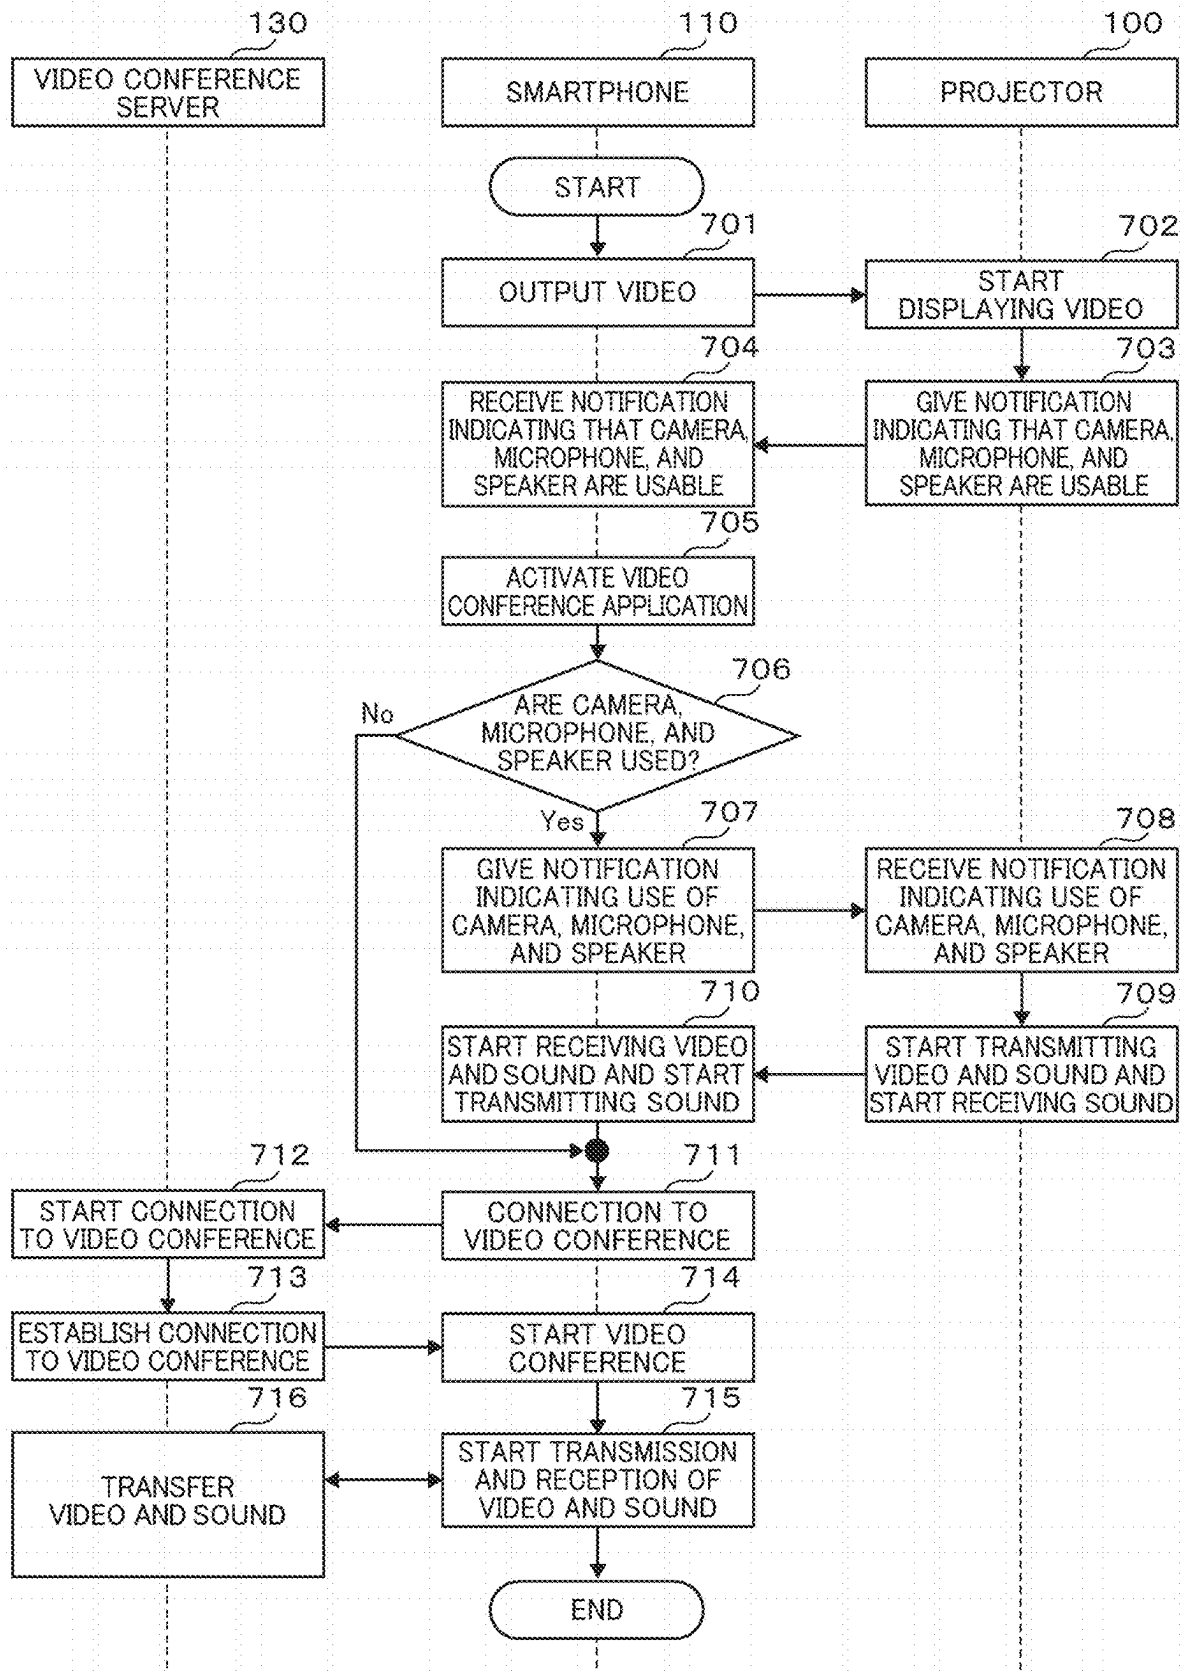 130
VIDEO CONFERENCE
SERVER
110
SMARTPHONE
100
PROJECTOR
START
701
OUTPUT VIDEO
702
START
DISPLAYING VIDEO
704
RECEIVE NOTIFICATION
INDICATING THAT CAMERA,
MICROPHONE, AND
SPEAKER ARE USABLE
703
GIVE NOTIFICATION
INDICATING THAT CAMERA,
MICROPHONE, AND
SPEAKER ARE USABLE
705
ACTIVATE VIDEO
CONFERENCE APPLICATION
706
ARE CAMERA,
MICROPHONE, AND
SPEAKER USED?
No
Yes
707
GIVE NOTIFICATION
INDICATING USE OF
CAMERA, MICROPHONE,
AND SPEAKER
708
RECEIVE NOTIFICATION
INDICATING USE OF
CAMERA, MICROPHONE,
AND SPEAKER
710
START RECEIVING VIDEO
AND SOUND AND START
TRANSMITTING SOUND
709
START TRANSMITTING
VIDEO AND SOUND AND
START RECEIVING SOUND
712
START CONNECTION
TO VIDEO CONFERENCE
711
CONNECTION TO
VIDEO CONFERENCE
713
ESTABLISH CONNECTION
TO VIDEO CONFERENCE
714
START VIDEO
CONFERENCE
716
TRANSFER
VIDEO AND SOUND
715
START TRANSMISSION
AND RECEPTION OF
VIDEO AND SOUND
END